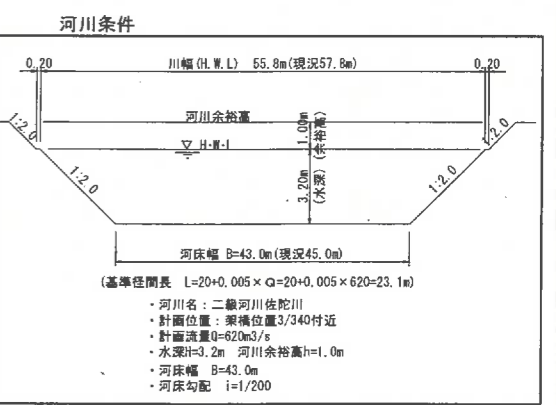 河川条件
0.20 川幅(H.W.L) 55.8m(現況57.8m) 0.20
河川余裕高
1.00m
(余裕高)
1:2.0
1:2.0
▽ H・W・l
1:2.0
1:2.0
3.20m
(水深)
河床幅 B=43.0m(現況45.0m)
(基準径間長 L=20+0.005×Q=20+0.005×620=23.1m)
・河川名：二級河川佐陀川
・計画位置：架橋位置3/340付近
・計画流量Q=620m3/s
・水深H=3.2m 河川余裕高h=1.0m
・河床幅 B=43.0m
・河床勾配 i=1/200